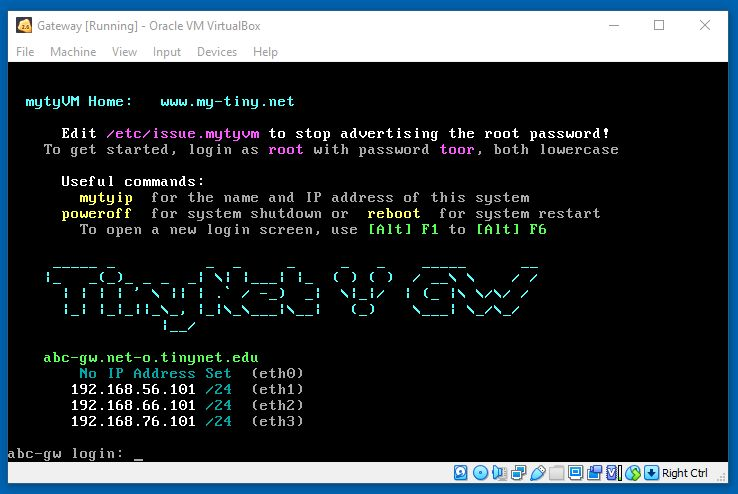 Gateway [Running] - Oracle VM VirtualBox
File Machine View Input Devices Help
mytyVM Home: www.my-tiny.net
Edit /etc/issue.mytyvm to stop advertising the root password!
To get started, login as root with password toor, both lowercase
Useful commands:
mytyip for the name and IP address of this system
poweroff for system shutdown or reboot for system restart
To open a new login screen, use [Alt] F1 to [Alt] F6
TinyNet GW
abc-gw.net-o.tinynet.edu
No IP Address Set (eth0)
192.168.56.101 /24 (eth1)
192.168.66.101 /24 (eth2)
192.168.76.101 /24 (eth3)
abc-gw login: _
Right Ctrl